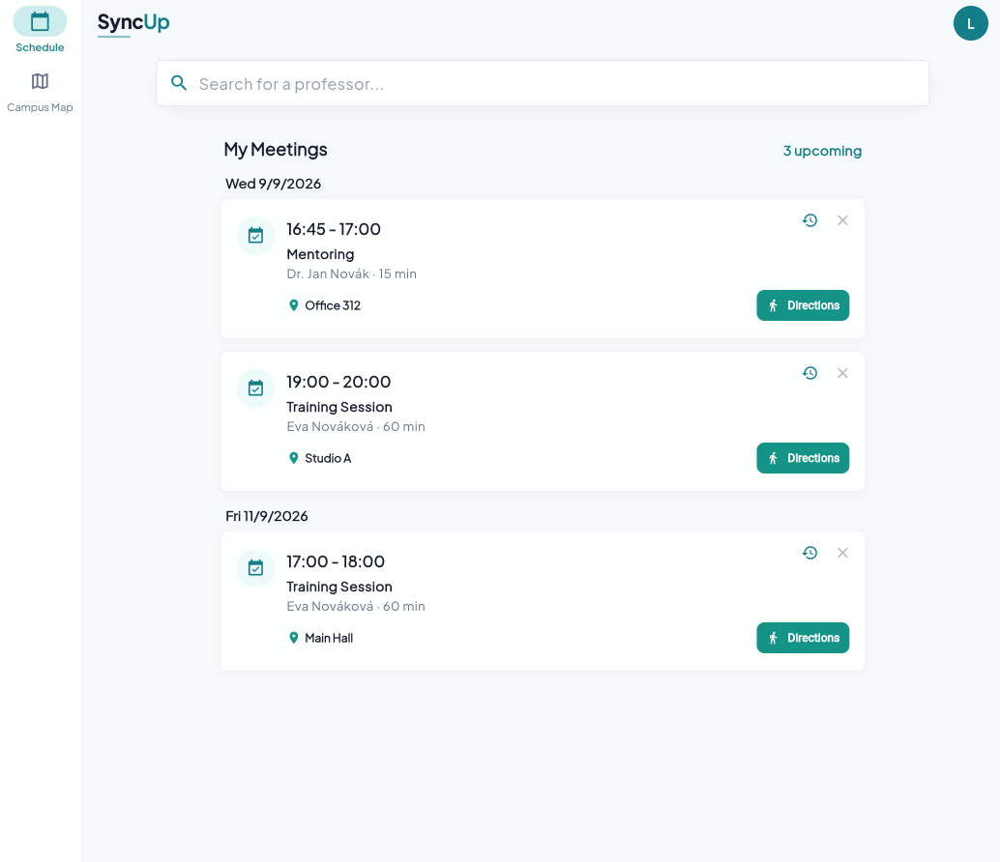 Schedule
Campus Map
SyncUp
L
Search for a professor...
My Meetings
3 upcoming
Wed 9/9/2026
16:45 - 17:00
Mentoring
Dr. Jan Novák · 15 min
Office 312
Directions
19:00 - 20:00
Training Session
Eva Nováková · 60 min
Studio A
Directions
Fri 11/9/2026
17:00 - 18:00
Training Session
Eva Nováková · 60 min
Main Hall
Directions